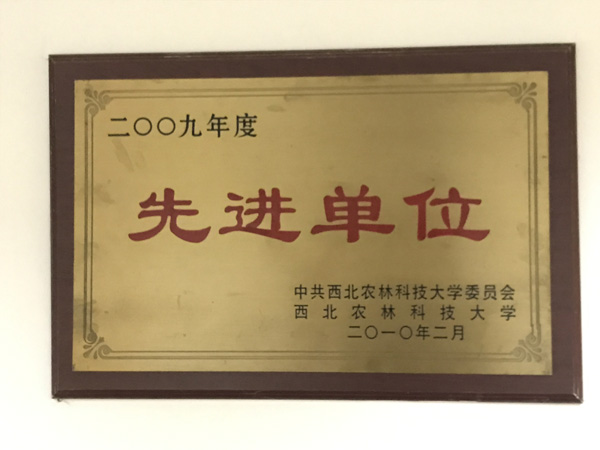 二〇〇九年度
先进单位
中共西北农林科技大学委员会
西北农林科技大学
二〇一〇年二月